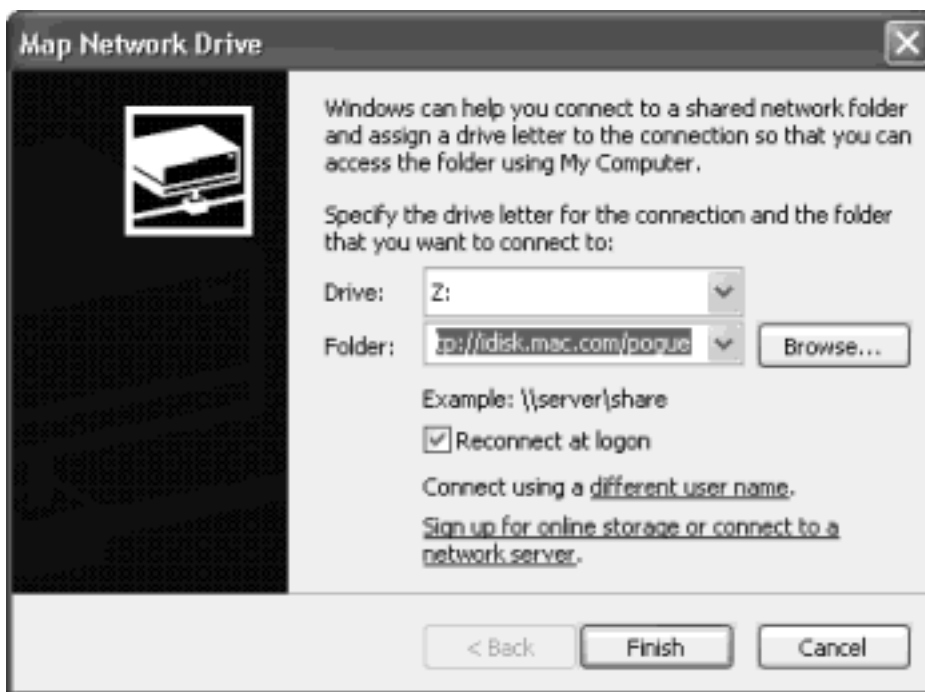 Map Network Drive
Windows can help you connect to a shared network folder
and assign a drive letter to the connection so that you can
access the folder using My Computer.
Specify the drive letter for the connection and the folder
that you want to connect to:
Drive: Z:
Folder: tp://idisk.mac.com/pogue Browse...
Example: \\server\share
Reconnect at logon
Connect using a different user name.
Sign up for online storage or connect to a
network server.
< Back Finish Cancel